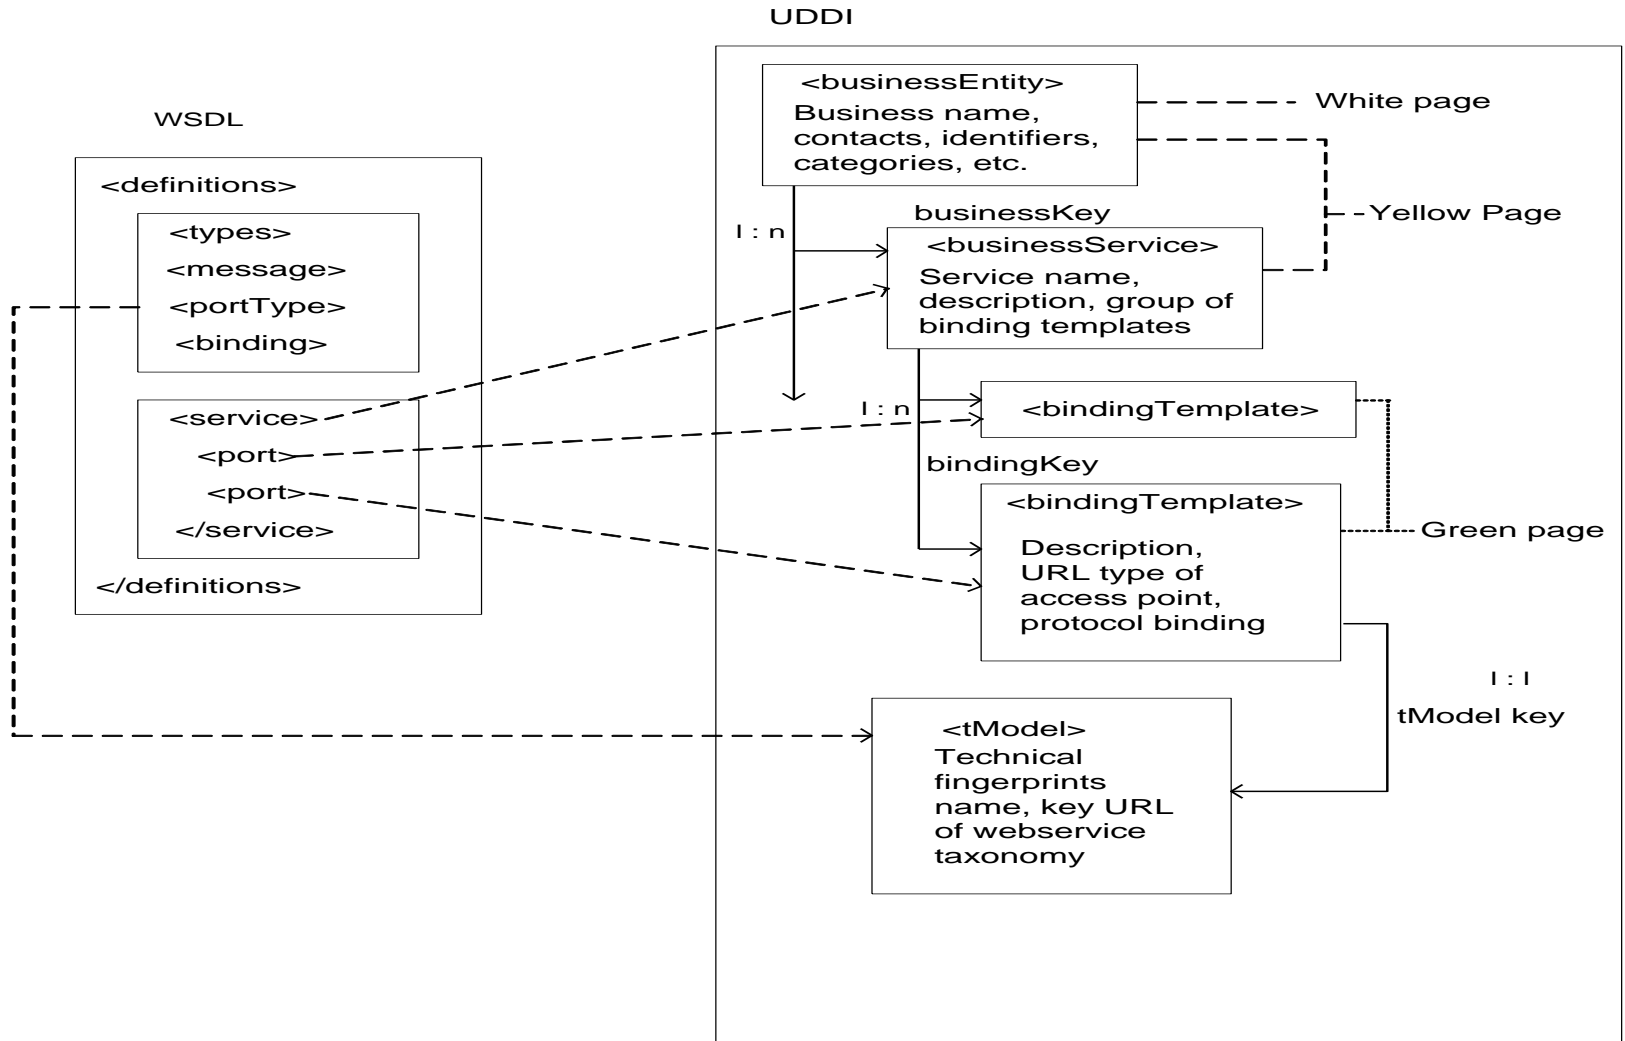 UDDI
WSDL
<definitions>
<types>
<message>
<portType>
<binding>
<service>
<port>
<port>
</service>
</definitions>
<businessEntity>
Business name,
contacts, identifiers,
categories, etc.
White page
Yellow Page
I : n
businessKey
<businessService>
Service name,
description, group of
binding templates
I : n
<bindingTemplate>
bindingKey
<bindingTemplate>
Description,
URL type of
access point,
protocol binding
Green page
I : I
tModel key
<tModel>
Technical
fingerprints
name, key URL
of webservice
taxonomy